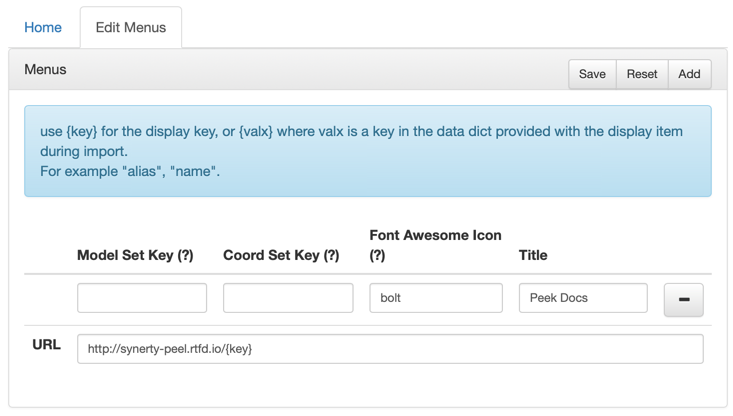 Home
Edit Menus
Menus
Save
Reset
Add
use {key} for the display key, or {valx} where valx is a key in the data dict provided with the display item
during import.
For example "alias", "name".
Model Set Key (?)
Coord Set Key (?)
Font Awesome Icon
(?)
Title
bolt
Peek Docs
URL
http://synerty-peel.rtfd.io/{key}